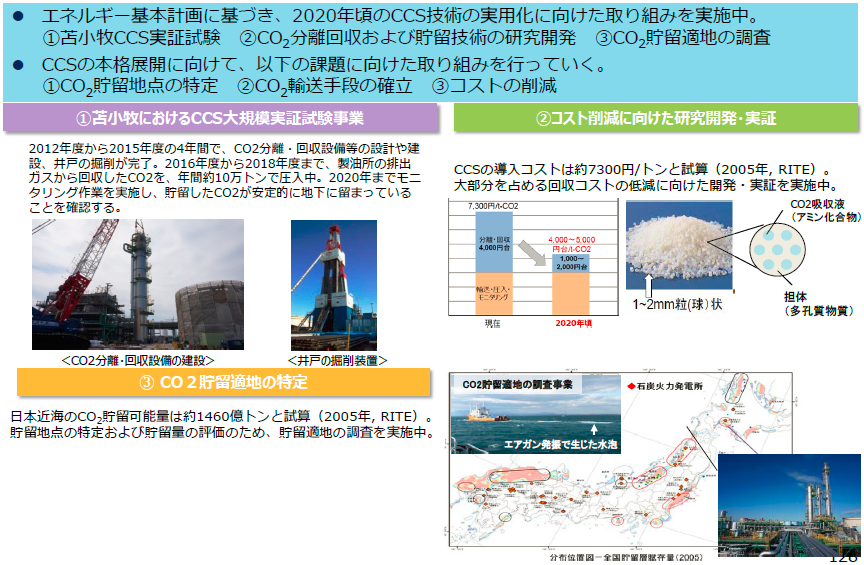 ● エネルギー基本計画に基づき、2020年頃のCCS技術の実用化に向けた取り組みを実施中。
①苫小牧CCS実証試験 ②CO2分離回収および貯留技術の研究開発 ③CO2貯留適地の調査
● CCSの本格展開に向けて、以下の課題に向けた取り組みを行っていく。
①CO2貯留地点の特定 ②CO2輸送手段の確立 ③コストの削減
①苫小牧におけるCCS大規模実証試験事業
2012年度から2015年度の4年間で、CO2分離・回収設備等の設計や建
設、井戸の掘削が完了。2016年度から2018年度まで、製油所の排出
ガスから回収したCO2を、年間約10万トンで圧入中。2020年までモニ
タリング作業を実施し、貯留したCO2が安定的に地下に留まっている
ことを確認する。
<CO2分離・回収設備の建設>
<井戸の掘削装置>
②コスト削減に向けた研究開発・実証
CCSの導入コストは約7300円/トンと試算（2005年, RITE）。
大部分を占める回収コストの低減に向けた開発・実証を実施中。
7,300円/t-CO2
分離・回収
4,000円台
輸送・圧入・
モニタリング
現在
4,000～5,000
円台/t-CO2
1,000～
2,000円台
2020年頃
1~2mm粒(球）状
CO2吸収液
（アミン化合物）
担体
（多孔質物質）
③ CO２貯留適地の特定
日本近海のCO2貯留可能量は約1460億トンと試算（2005年, RITE）。
貯留地点の特定および貯留量の評価のため、貯留適地の調査を実施中。
CO2貯留適地の調査事業
エアガン発振で生じた水泡
◆石炭火力発電所
分布位置図－全国貯留層賦存量（2005）
126